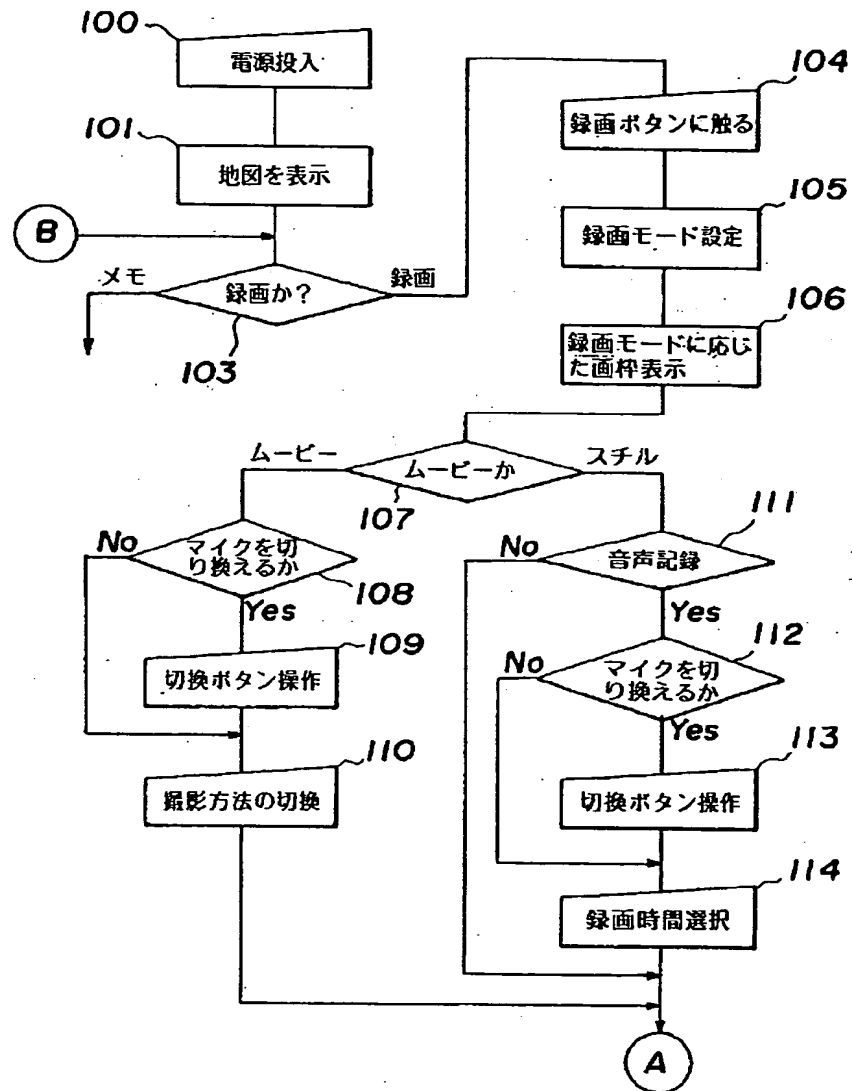 100
電源投入
101
地図を表示
B
メモ
録画か?
録画
103
104
録画ボタンに触る
105
録画モード設定
106
録画モードに応じ
た画枠表示
ムービー
ムービーか
スチル
107
No
マイクを切
り換えるか
108
Yes
109
切換ボタン操作
110
撮影方法の切換
111
No
音声記録
Yes
112
No
マイクを切
り換えるか
Yes
113
切換ボタン操作
114
録画時間選択
A